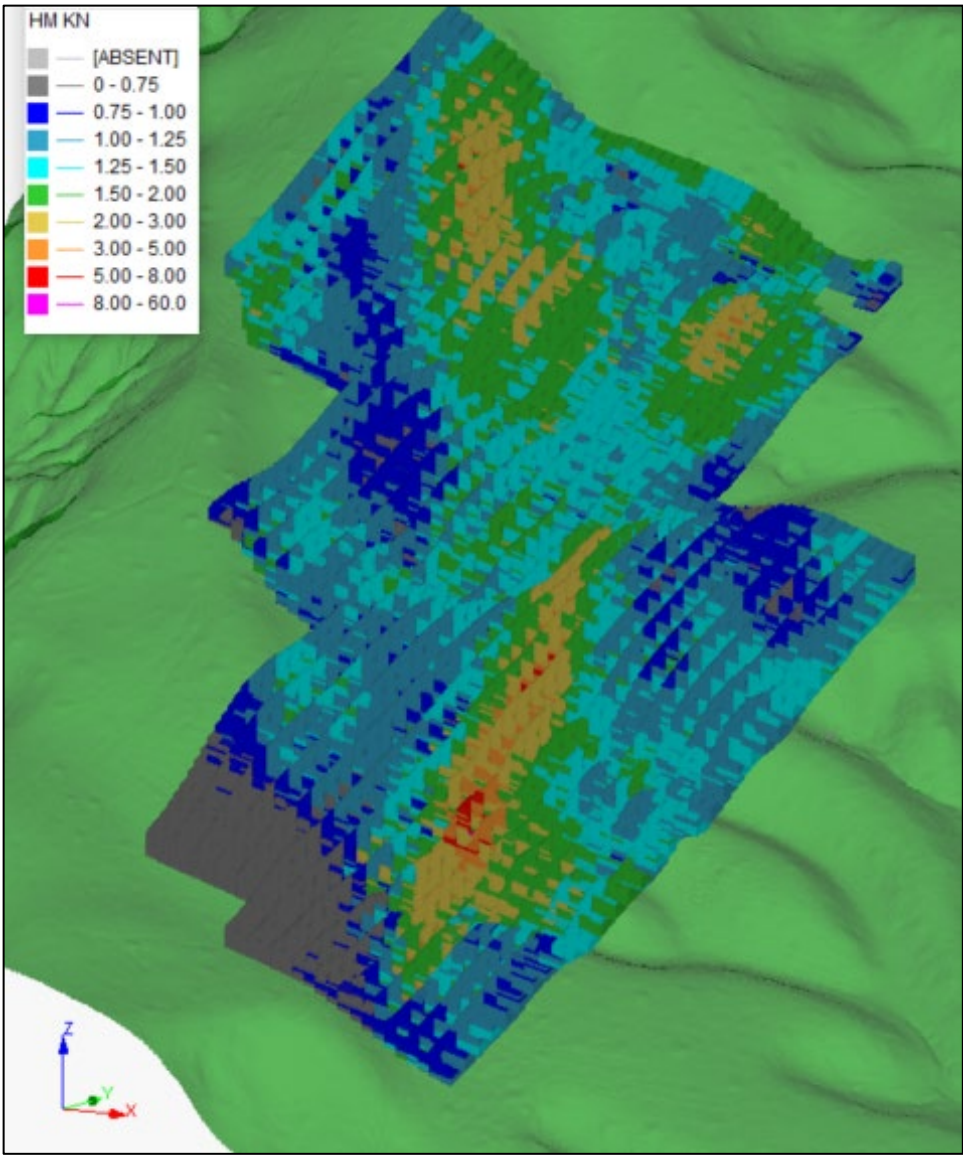 HM KN
[ABSENT]
0 - 0.75
0.75 - 1.00
1.00 - 1.25
1.25 - 1.50
1.50 - 2.00
2.00 - 3.00
3.00 - 5.00
5.00 - 8.00
8.00 - 60.0
Z
Y
X